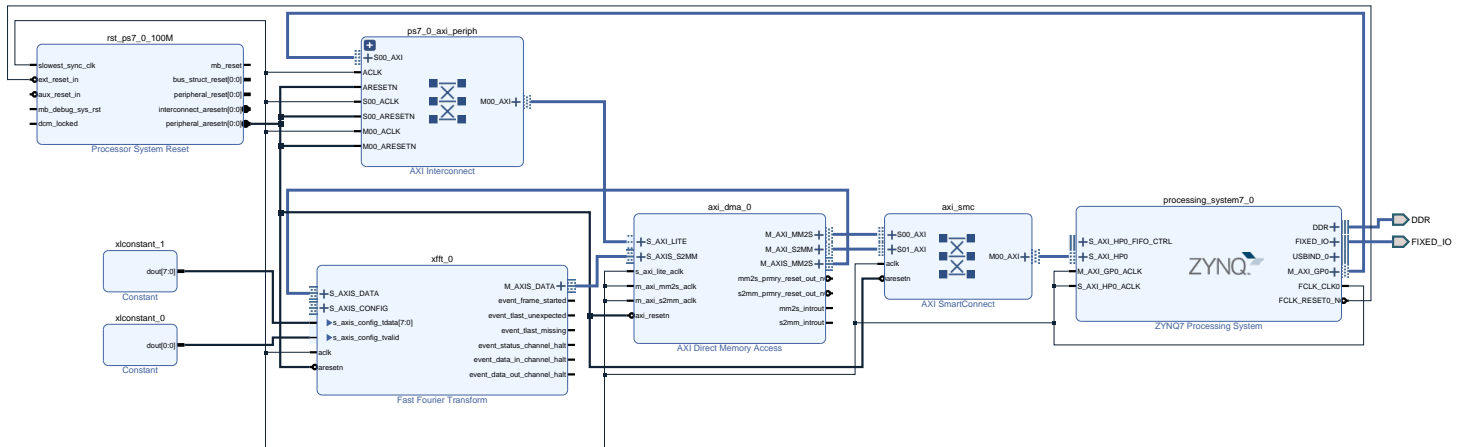 rst_ps7_0_100M
slowest_sync_clk
ext_reset_in
aux_reset_in
mb_debug_sys_rst
dcm_locked
mb_reset
bus_struct_reset[0:0]
peripheral_reset[0:0]
interconnect_aresetn[0:0]
peripheral_aresetn[0:0]
Processor System Reset
ps7_0_axi_periph
S00_AXI
ACLK
ARESETN
S00_ACLK
S00_ARESETN
M00_ACLK
M00_ARESETN
M00_AXI
AXI Interconnect
xlconstant_1
dout[7:0]
Constant
xlconstant_0
dout[0:0]
Constant
xfft_0
S_AXIS_DATA
S_AXIS_CONFIG
s_axis_config_tdata[7:0]
s_axis_config_tvalid
aclk
aresetn
M_AXIS_DATA
event_frame_started
event_tlast_unexpected
event_tlast_missing
event_status_channel_halt
event_data_in_channel_halt
event_data_out_channel_halt
Fast Fourier Transform
axi_dma_0
S_AXI_LITE
S_AXIS_S2MM
s_axi_lite_aclk
m_axi_mm2s_aclk
m_axi_s2mm_aclk
axi_resetn
M_AXI_MM2S
M_AXI_S2MM
M_AXIS_MM2S
mm2s_prmry_reset_out_n
s2mm_prmry_reset_out_n
mm2s_introut
s2mm_introut
AXI Direct Memory Access
axi_smc
S00_AXI
S01_AXI
aclk
aresetn
M00_AXI
AXI SmartConnect
processing_system7_0
S_AXI_HP0_FIFO_CTRL
S_AXI_HP0
M_AXI_GP0_ACLK
S_AXI_HP0_ACLK
ZYNQ
DDR
FIXED_IO
USBIND_0
M_AXI_GP0
FCLK_CLK0
FCLK_RESET0_N
ZYNQ7 Processing System
DDR
FIXED_IO